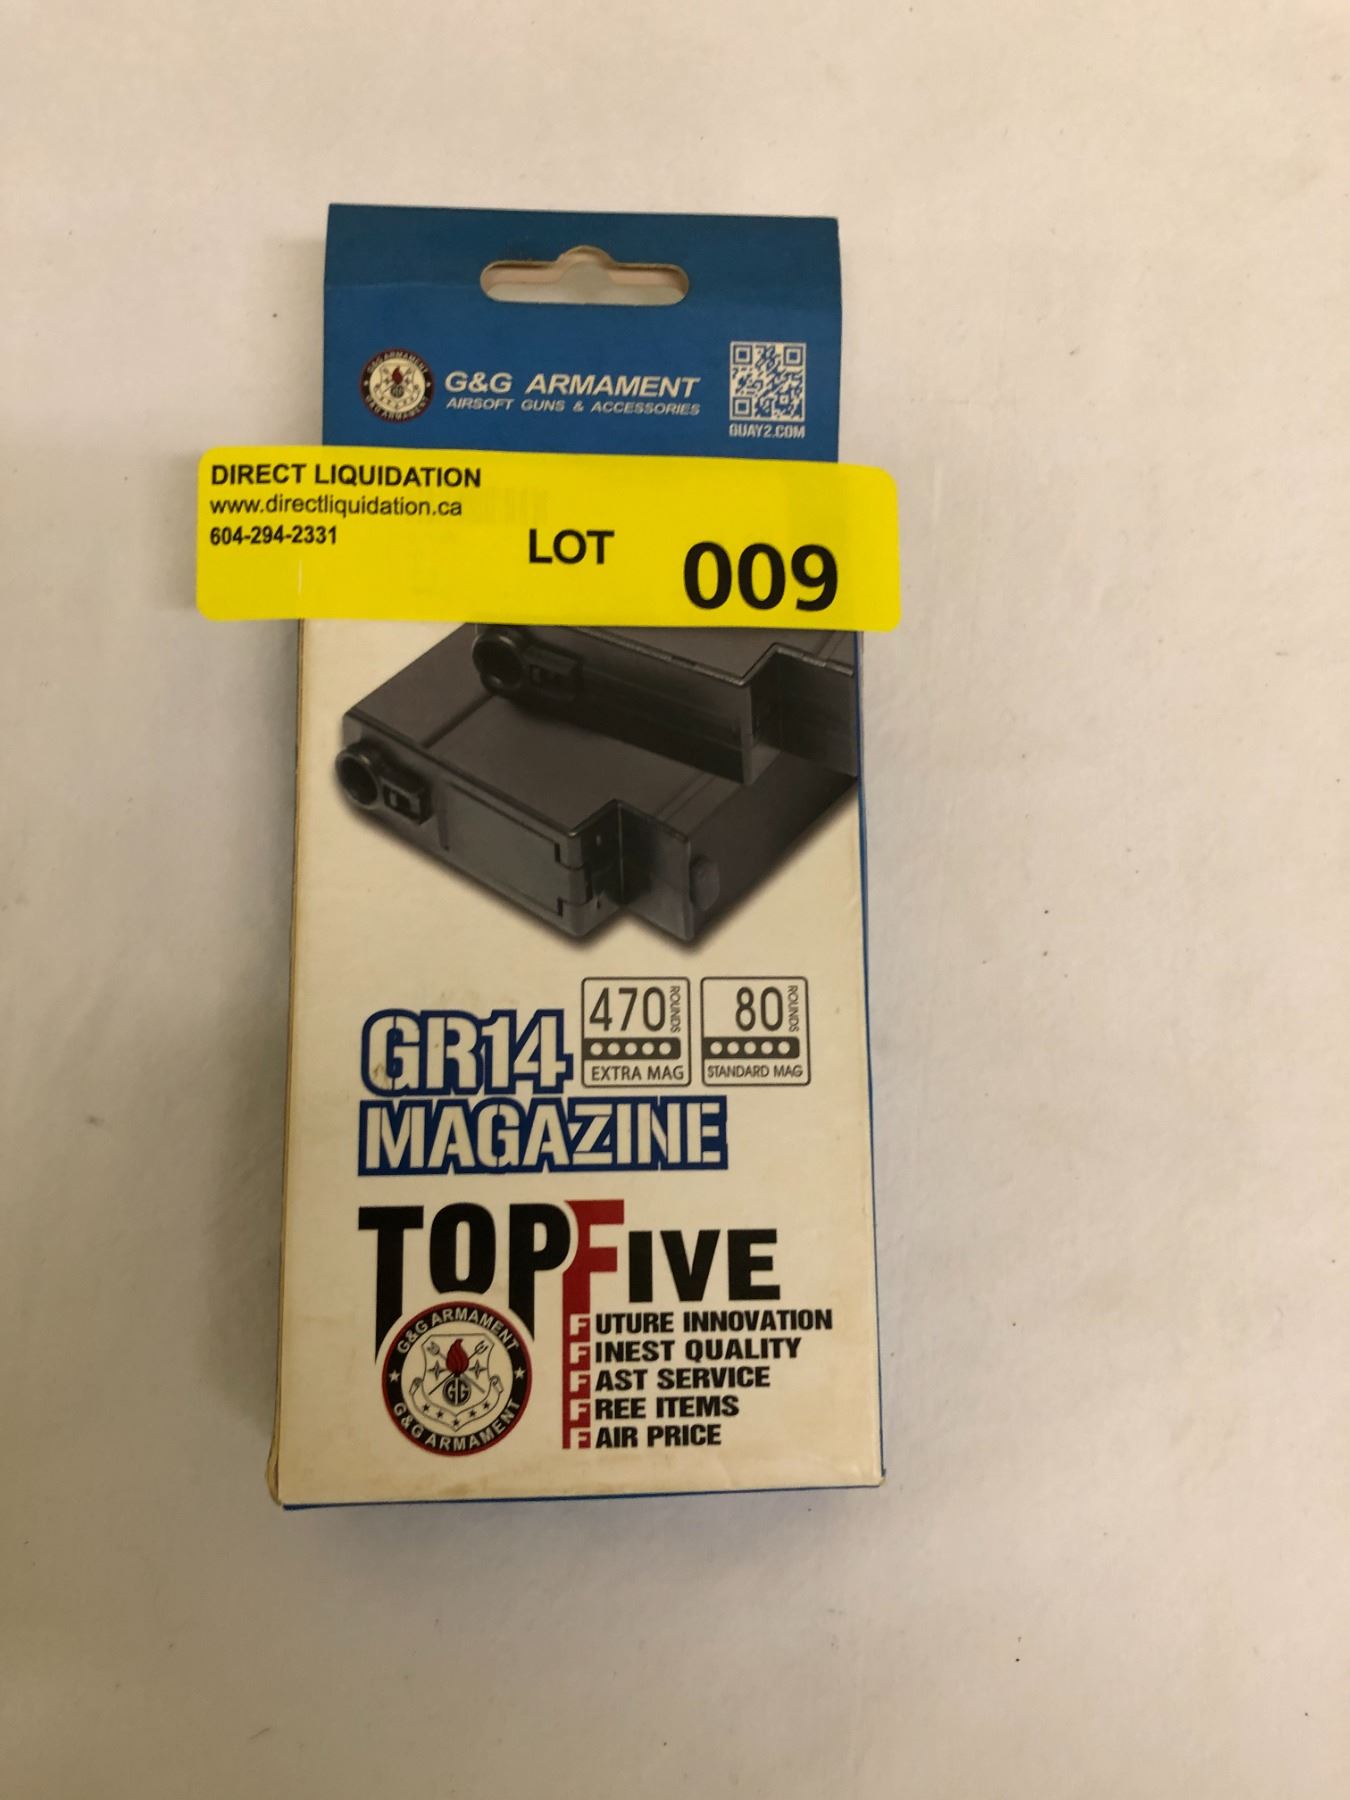 G&G ARMAMENT
AIRSOFT GUNS & ACCESSORIES
GUAY2.COM
DIRECT LIQUIDATION
www.directliquidation.ca
604-294-2331
LOT 009
470 ROUNDS
EXTRA MAG
80 ROUNDS
STANDARD MAG
GR14
MAGAZINE
TOPFIVE
FUTURE INNOVATION
FINEST QUALITY
FAST SERVICE
FREE ITEMS
FAIR PRICE
G&G ARMAMENT
GG
G&G ARMAMENT